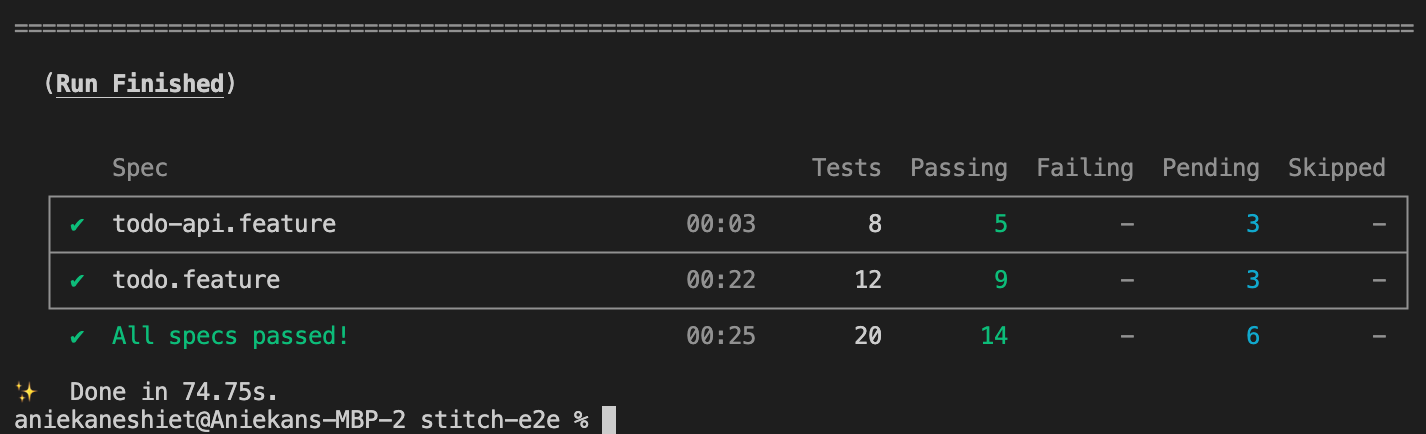 ====================================================================================================
(Run Finished)
Spec Tests Passing Failing Pending Skipped
✔ todo-api.feature 00:03 8 5 – 3 –
✔ todo.feature 00:22 12 9 – 3 –
✔ All specs passed! 00:25 20 14 – 6 –
✨ Done in 74.75s.
aniekaneshiet@Aniekans-MBP-2 stitch-e2e %